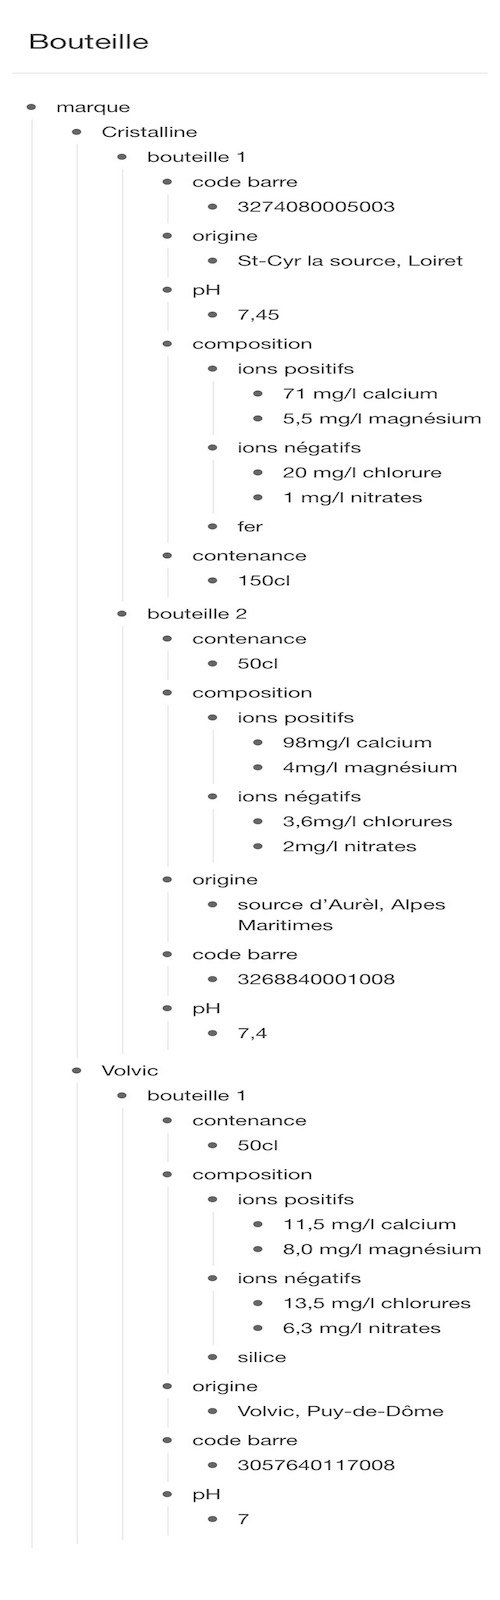 Bouteille
marque
Cristalline
bouteille 1
code barre
3274080005003
origine
St-Cyr la source, Loiret
pH
7,45
composition
ions positifs
71 mg/l calcium
5,5 mg/l magnésium
ions négatifs
20 mg/l chlorure
1 mg/l nitrates
fer
contenance
150cl
bouteille 2
contenance
50cl
composition
ions positifs
98mg/l calcium
4mg/l magnésium
ions négatifs
3,6mg/l chlorures
2mg/l nitrates
origine
source d'Aurèl, Alpes
Maritimes
code barre
3268840001008
pH
7,4
Volvic
bouteille 1
contenance
50cl
composition
ions positifs
11,5 mg/l calcium
8,0 mg/l magnésium
ions négatifs
13,5 mg/l chlorures
6,3 mg/l nitrates
silice
origine
Volvic, Puy-de-Dôme
code barre
3057640117008
pH
7